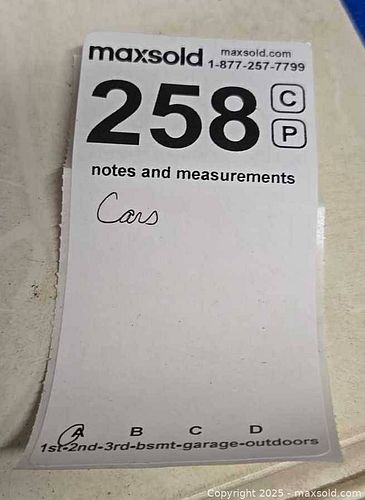 maxsold maxsold.com
1-877-257-7799
258 C
P
notes and measurements
Cars
A B C D
1st-2nd-3rd-bsmt-garage-outdoors
Copyright 2025 - maxsold.com